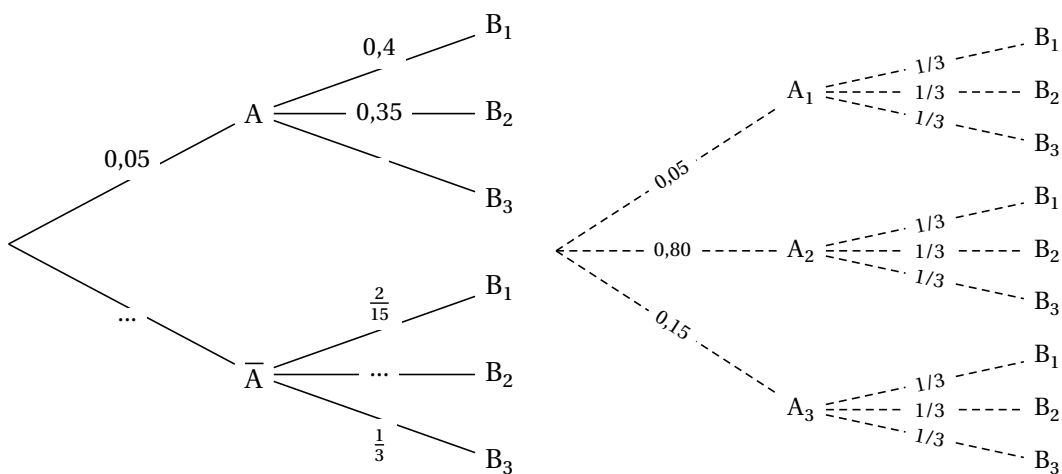 B₁
0,4
A
0,35
B₂
0,05
B₃
...
B₁
2/15
A̅
...
B₂
1/3
B₃
B₁
1/3
A₁
1/3
B₂
1/3
B₃
0,05
B₁
1/3
0,80
A₂
1/3
B₂
1/3
B₃
0,15
B₁
1/3
A₃
1/3
B₂
1/3
B₃